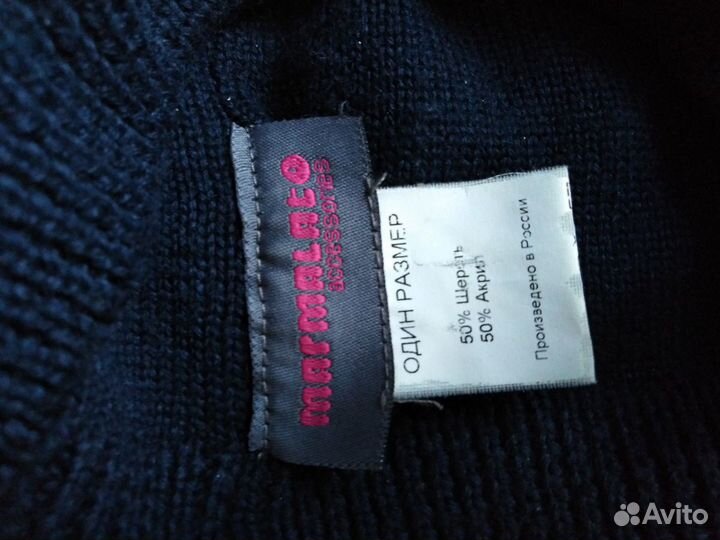 marmalato
accessories
ОДИН РАЗМЕР
50% Шерсть
50% Акрил
Произведено в России
Avito